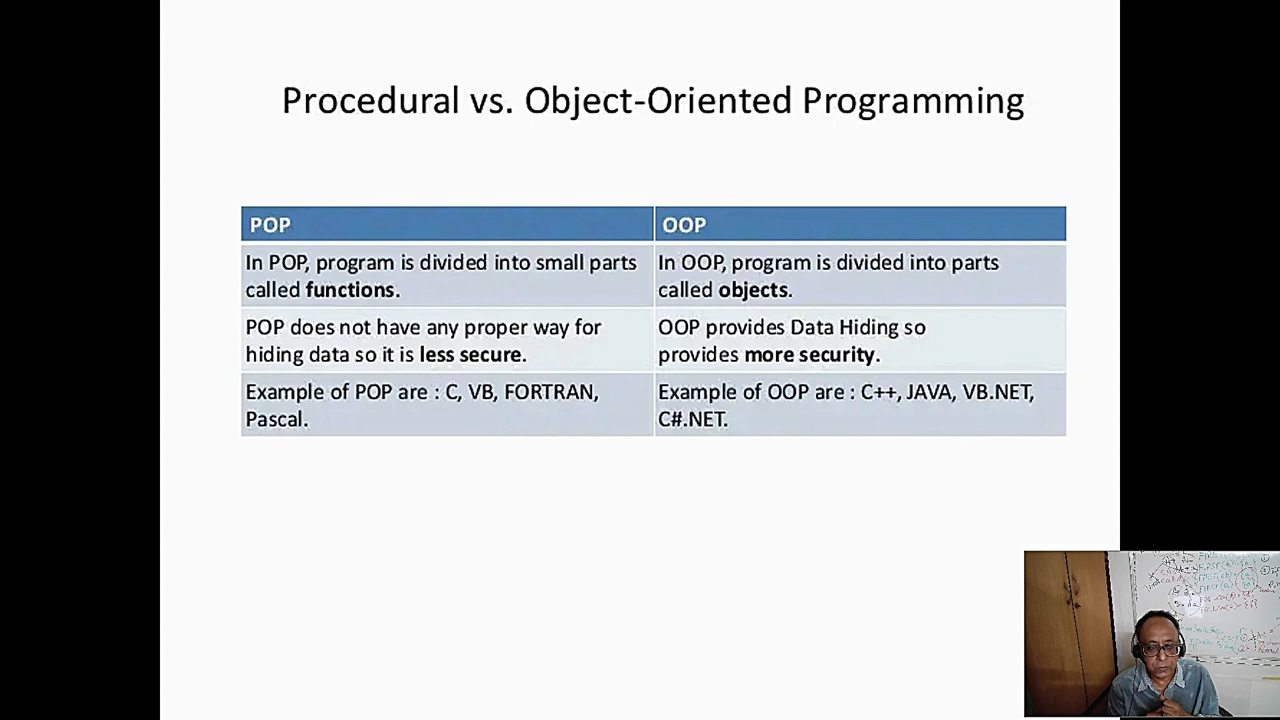 Procedural vs. Object-Oriented Programming
POP
OOP
In POP, program is divided into small parts
called functions.
In OOP, program is divided into parts
called objects.
POP does not have any proper way for
hiding data so it is less secure.
OOP provides Data Hiding so
provides more security.
Example of POP are : C, VB, FORTRAN,
Pascal.
Example of OOP are : C++, JAVA, VB.NET,
C#.NET.